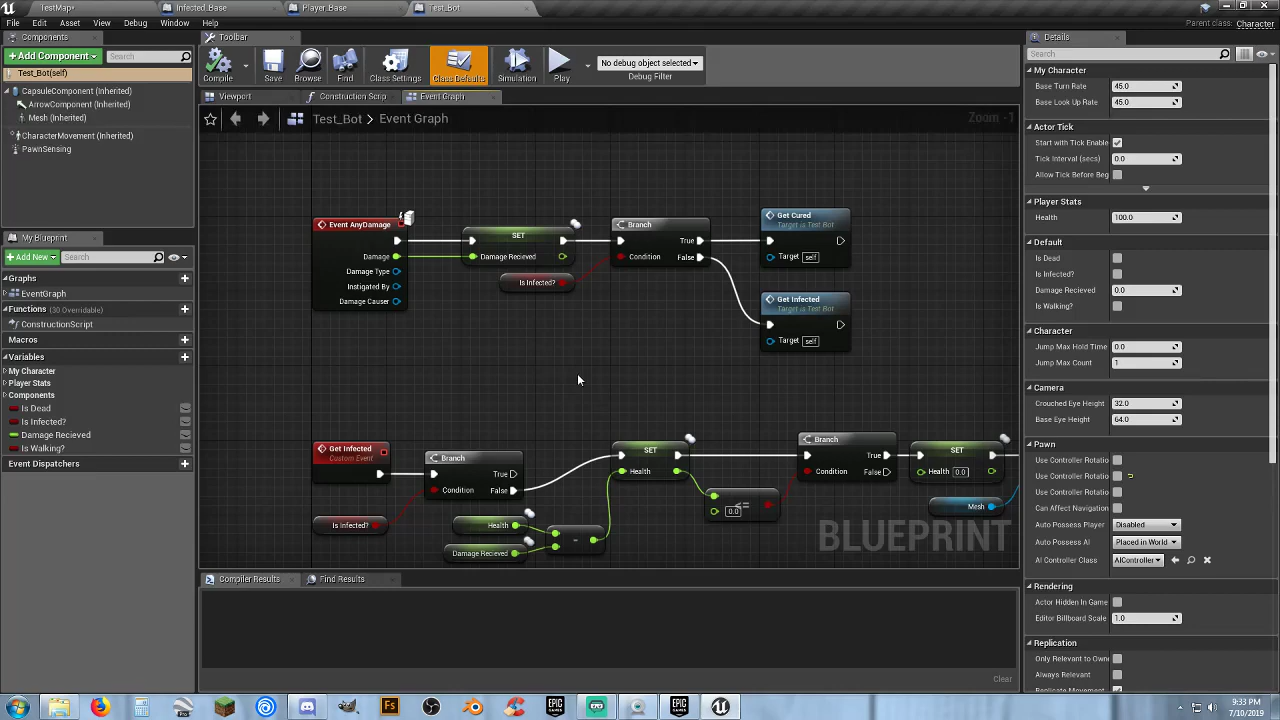 TestMap*
Infected_Base
Player_Base
Test_Bot
File
Edit
Asset
View
Debug
Window
Help
Parent class: Character
Components
Toolbar
Details
Add Component
Search
Test_Bot(self)
CapsuleComponent (Inherited)
ArrowComponent (Inherited)
Mesh (Inherited)
CharacterMovement (Inherited)
PawnSensing
Compile
Save
Browse
Find
Class Settings
Class Defaults
Simulation
Play
No debug object selected
Debug Filter
Viewport
Construction Scrip
Event Graph
Test_Bot > Event Graph
Zoom -1
Event AnyDamage
Damage
Damage Type
Instigated By
Damage Causer
SET
Damage Recieved
Is Infected?
Branch
Condition
True
False
Get Cured
Target is Test Bot
Target self
Get Infected
Target is Test Bot
Target self
Get Infected
Custom Event
Branch
Condition
True
False
Is Infected?
SET
Health
Health
Damage Recieved
-
0.0
<=
Branch
Condition
True
False
SET
Health 0.0
Mesh
BLUEPRINT
My Blueprint
Add New
Search
Graphs
EventGraph
Functions (30 Overridable)
ConstructionScript
Macros
Variables
My Character
Player Stats
Components
Is Dead
Is Infected?
Damage Recieved
Is Walking?
Event Dispatchers
Compiler Results
Find Results
Clear
Search
My Character
Base Turn Rate 45.0
Base Look Up Rate 45.0
Actor Tick
Start with Tick Enable
Tick Interval (secs) 0.0
Allow Tick Before Beg
Player Stats
Health 100.0
Default
Is Dead
Is Infected?
Damage Recieved 0.0
Is Walking?
Character
Jump Max Hold Time 0.0
Jump Max Count 1
Camera
Crouched Eye Height 32.0
Base Eye Height 64.0
Pawn
Use Controller Rotatio
Use Controller Rotatio
Use Controller Rotatio
Can Affect Navigation
Auto Possess Player Disabled
Auto Possess AI Placed in World
AI Controller Class AIController
Rendering
Actor Hidden In Game
Editor Billboard Scale 1.0
Replication
Only Relevant to Owne
Always Relevant
Replicate Movement
9:33 PM
7/10/2019